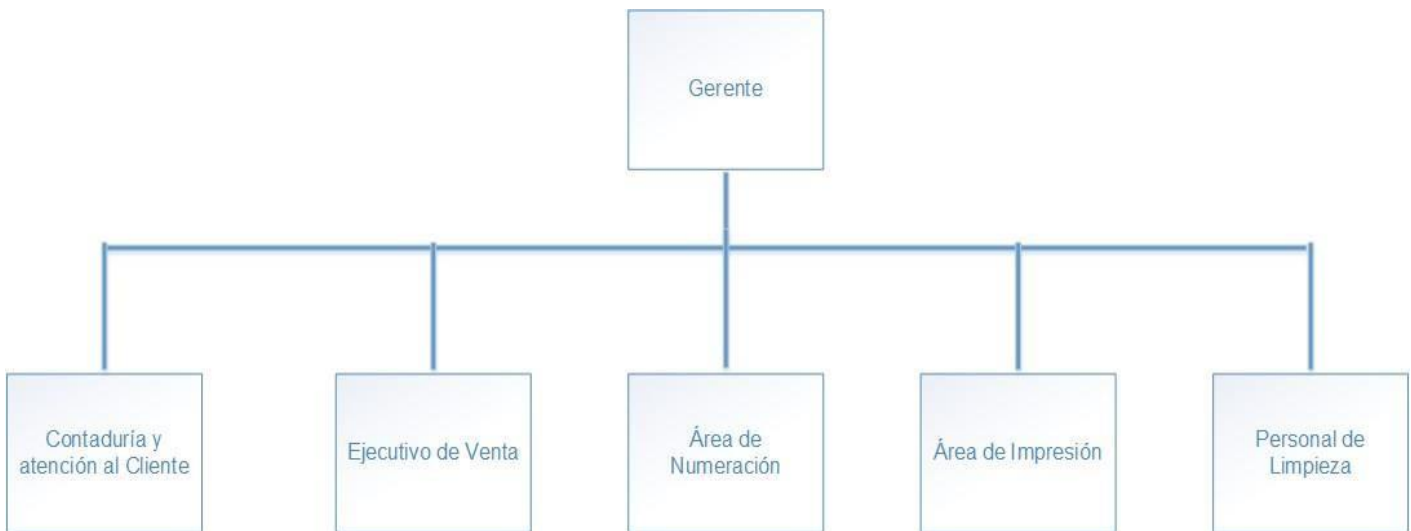 Gerente
Contaduría y
atención al Cliente
Ejecutivo de Venta
Área de
Numeración
Área de Impresión
Personal de
Limpieza